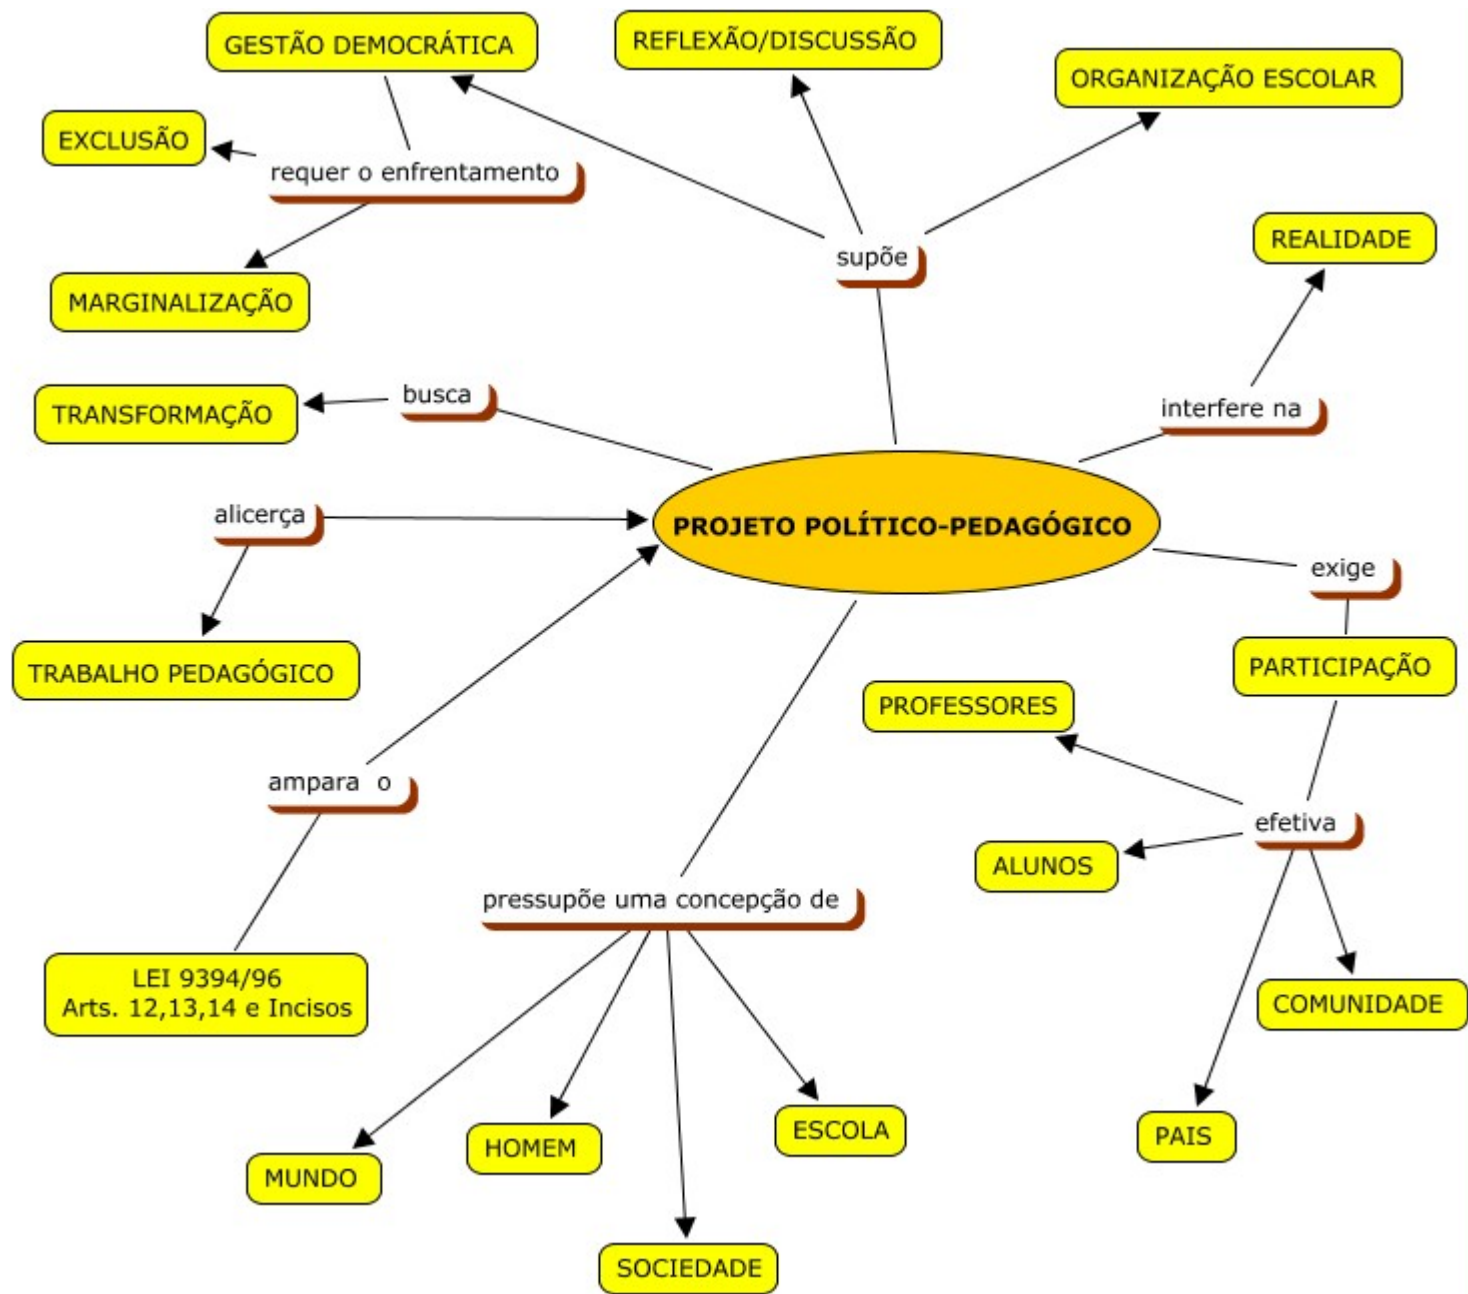 GESTÃO DEMOCRÁTICA
REFLEXÃO/DISCUSSÃO
ORGANIZAÇÃO ESCOLAR
EXCLUSÃO
requer o enfrentamento
supõe
REALIDADE
MARGINALIZAÇÃO
busca
TRANSFORMAÇÃO
interfere na
alicerça
PROJETO POLÍTICO-PEDAGÓGICO
exige
TRABALHO PEDAGÓGICO
PARTICIPAÇÃO
PROFESSORES
ampara o
efetiva
ALUNOS
pressupõe uma concepção de
LEI 9394/96
Arts. 12,13,14 e Incisos
COMUNIDADE
ESCOLA
PAIS
HOMEM
MUNDO
SOCIEDADE